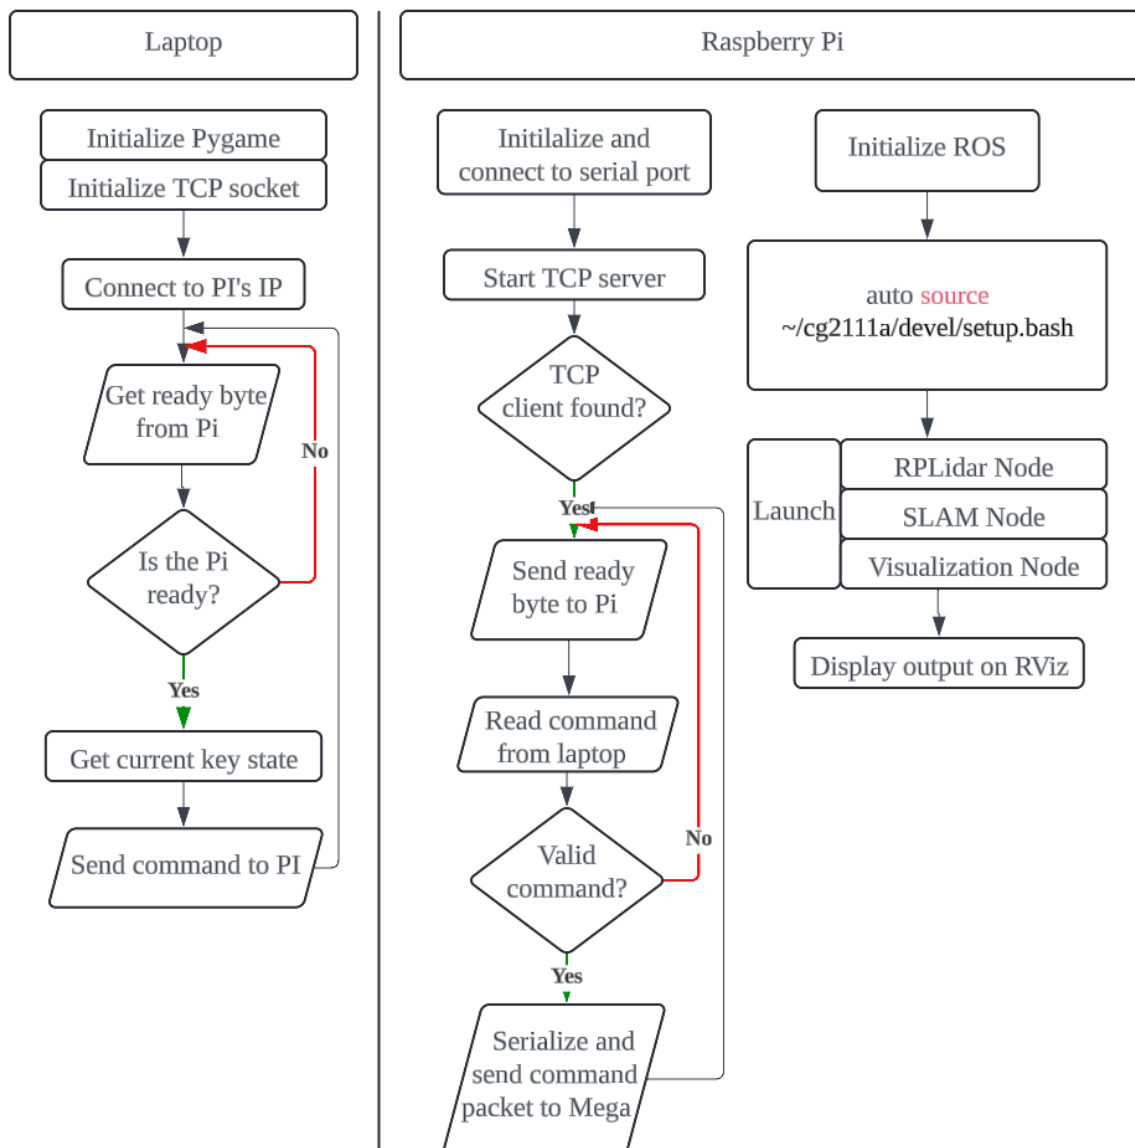 Laptop
Initialize Pygame
Initialize TCP socket
Connect to PI's IP
Get ready byte
from Pi
No
Is the Pi
ready?
Yes
Get current key state
Send command to PI
Raspberry Pi
Initilalize and
connect to serial port
Start TCP server
TCP
client found?
Yes
Send ready
byte to Pi
Read command
from laptop
No
Valid
command?
Yes
Serialize and
send command
packet to Mega
Initialize ROS
auto source
~/cg2111a/devel/setup.bash
Launch
RPLidar Node
SLAM Node
Visualization Node
Display output on RViz